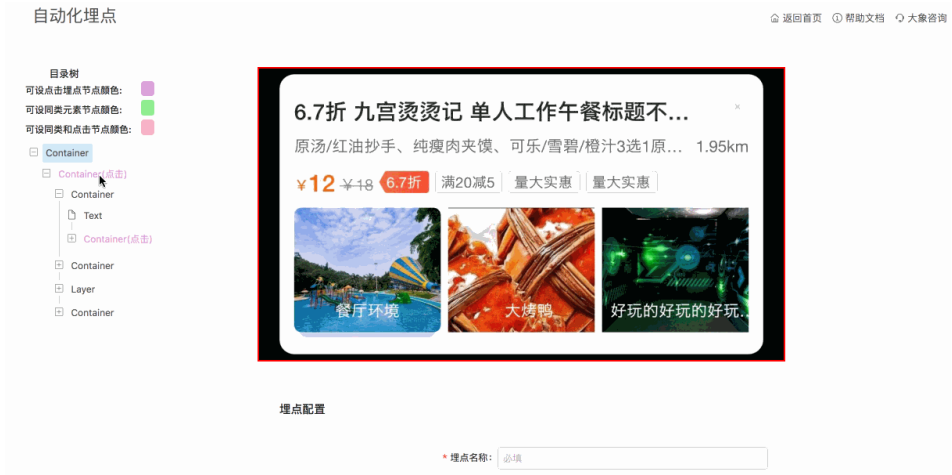 自动化埋点
返回首页 帮助文档 大象咨询
目录树
可设点击埋点节点颜色:
可设同类元素节点颜色:
可设同类和点击节点颜色:
Container
Container(点击)
Container
Text
Container(点击)
Container
Layer
Container
6.7折 九宫烫烫记 单人工作午餐标题不... ×
原汤/红油抄手、纯瘦肉夹馍、可乐/雪碧/橙汁3选1原... 1.95km
¥12 ¥18 6.7折 满20减5 量大实惠 量大实惠
餐厅环境 大烤鸭 好玩的好玩的好玩...
埋点配置
* 埋点名称: 必填